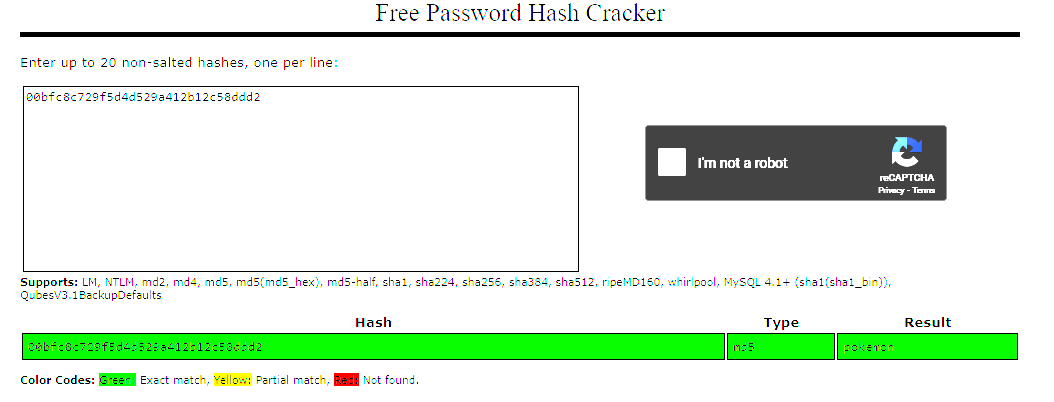 Free Password Hash Cracker
Enter up to 20 non-salted hashes, one per line:
00bfc8c729f5d4d529a412b12c58ddd2
I'm not a robot
reCAPTCHA
Privacy - Terms
Supports: LM, NTLM, md2, md4, md5, md5(md5_hex), md5-half, sha1, sha224, sha256, sha384, sha512, ripeMD160, whirlpool, MySQL 4.1+ (sha1(sha1_bin)),
QubesV3.1BackupDefaults
Hash Type Result
00bfc8c729f5d4d529a412b12c58ddd2 md5 pokemon
Color Codes: Green: Exact match, Yellow: Partial match, Red: Not found.